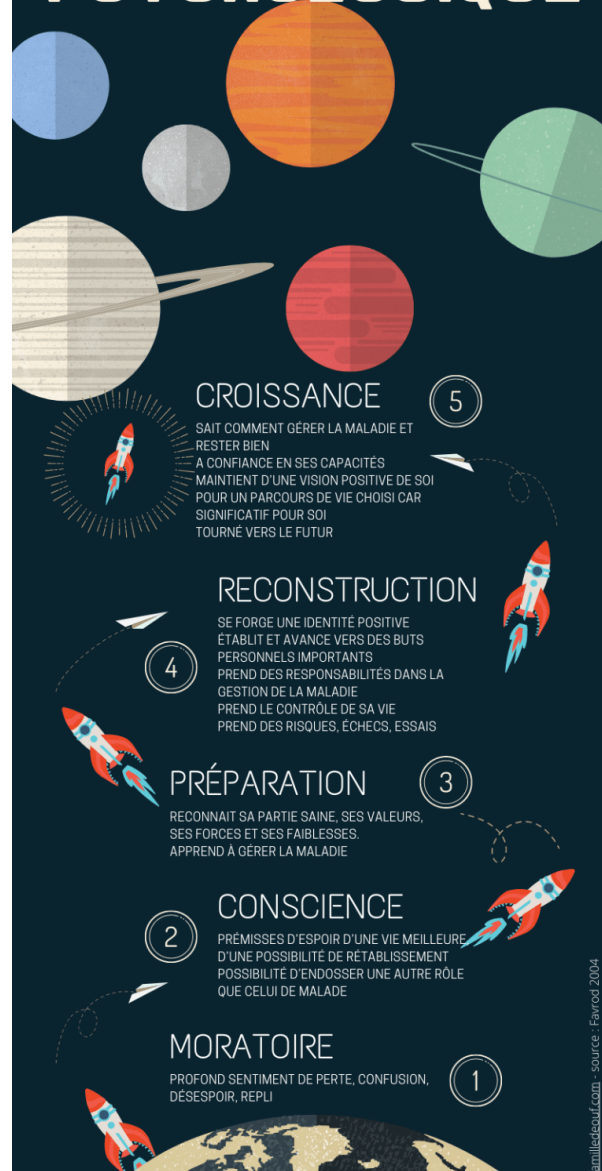 CROISSANCE
5
SAIT COMMENT GÉRER LA MALADIE ET
RESTER BIEN
A CONFIANCE EN SES CAPACITÉS
MAINTIENT D'UNE VISION POSITIVE DE SOI
POUR UN PARCOURS DE VIE CHOISI CAR
SIGNIFICATIF POUR SOI
TOURNÉ VERS LE FUTUR
RECONSTRUCTION
4
SE FORGE UNE IDENTITÉ POSITIVE
ÉTABLIT ET AVANCE VERS DES BUTS
PERSONNELS IMPORTANTS
PREND DES RESPONSABILITÉS DANS LA
GESTION DE LA MALADIE
PREND LE CONTRÔLE DE SA VIE
PREND DES RISQUES, ÉCHECS, ESSAIS
PRÉPARATION
3
RECONNAIT SA PARTIE SAINE, SES VALEURS,
SES FORCES ET SES FAIBLESSES.
APPREND À GÉRER LA MALADIE
CONSCIENCE
2
PRÉMISSES D'ESPOIR D'UNE VIE MEILLEURE
D'UNE POSSIBILITÉ DE RÉTABLISSEMENT
POSSIBILITÉ D'ENDOSSER UNE AUTRE RÔLE
QUE CELUI DE MALADE
MORATOIRE
1
PROFOND SENTIMENT DE PERTE, CONFUSION,
DÉSESPOIR, REPLI
milledeouf.com - source : Favrod 2004